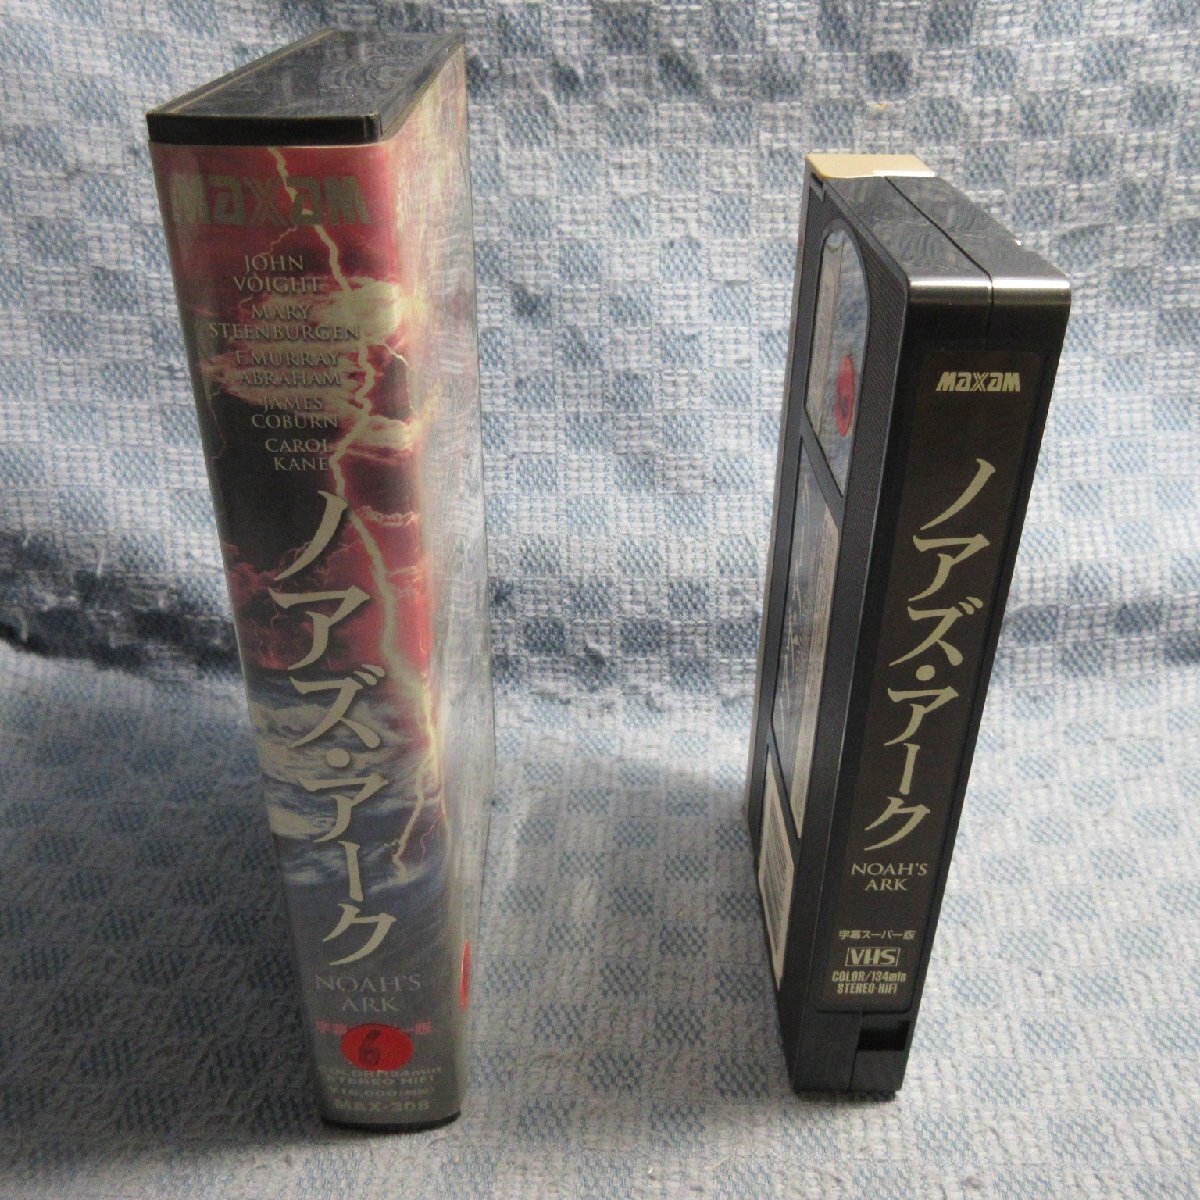 MAXAM
JOHN
VOIGHT
MARY
STEENBURGEN
F.MURRAY
ABRAHAM
JAMES
COBURN
CAROL
KANE
ノアズ・アーク
NOAH'S
ARK
6
STEREO HIFI
MAX-308
MAXAM
ノアズ・アーク
NOAH'S
ARK
字幕スーパー版
VHS
COLOR/134min
STEREO·HiFi